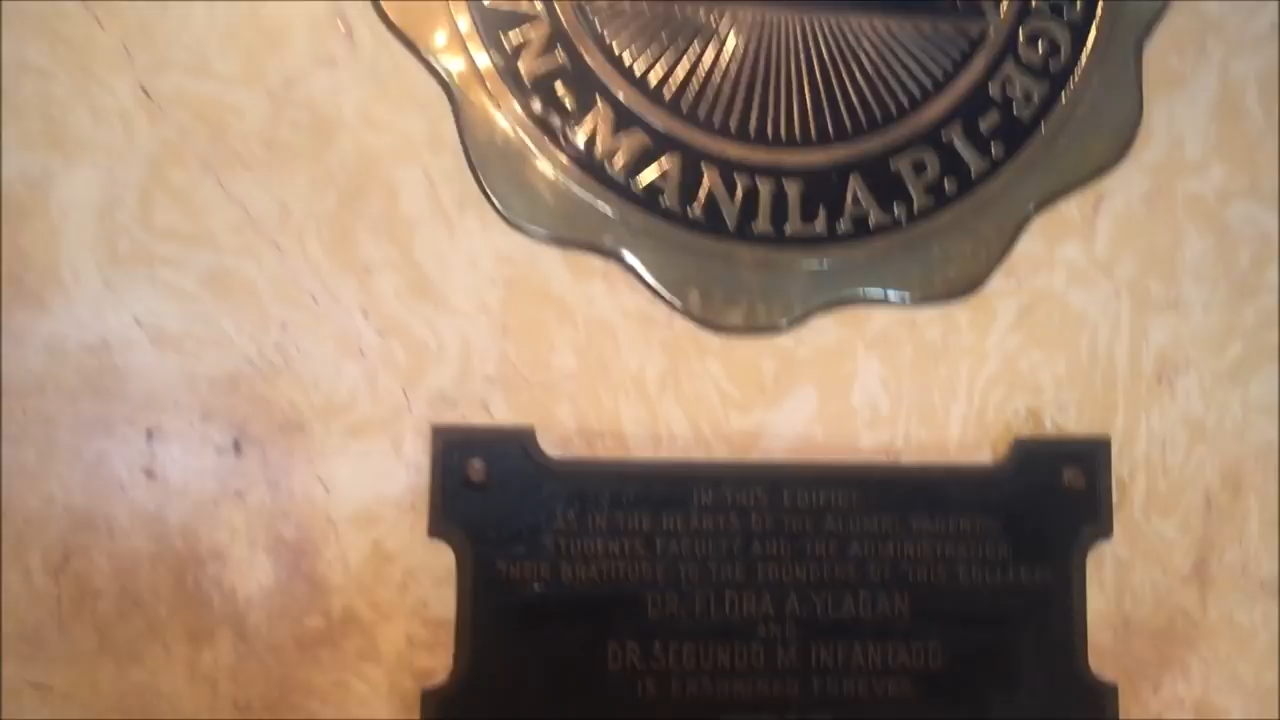 N.-MANILA, P.I.-EGE
IN THIS EDIFICE
AS IN THE HEARTS OF THE ALUMNI, PARENTS
STUDENTS, FACULTY AND THE ADMINISTRATION
THEIR GRATITUDE TO THE FOUNDERS OF THIS COLLEGE
DR. FLORA A. YLAGAN
AND
DR. SEGUNDO M. INFANTADO
IS ENSHRINED FOREVER